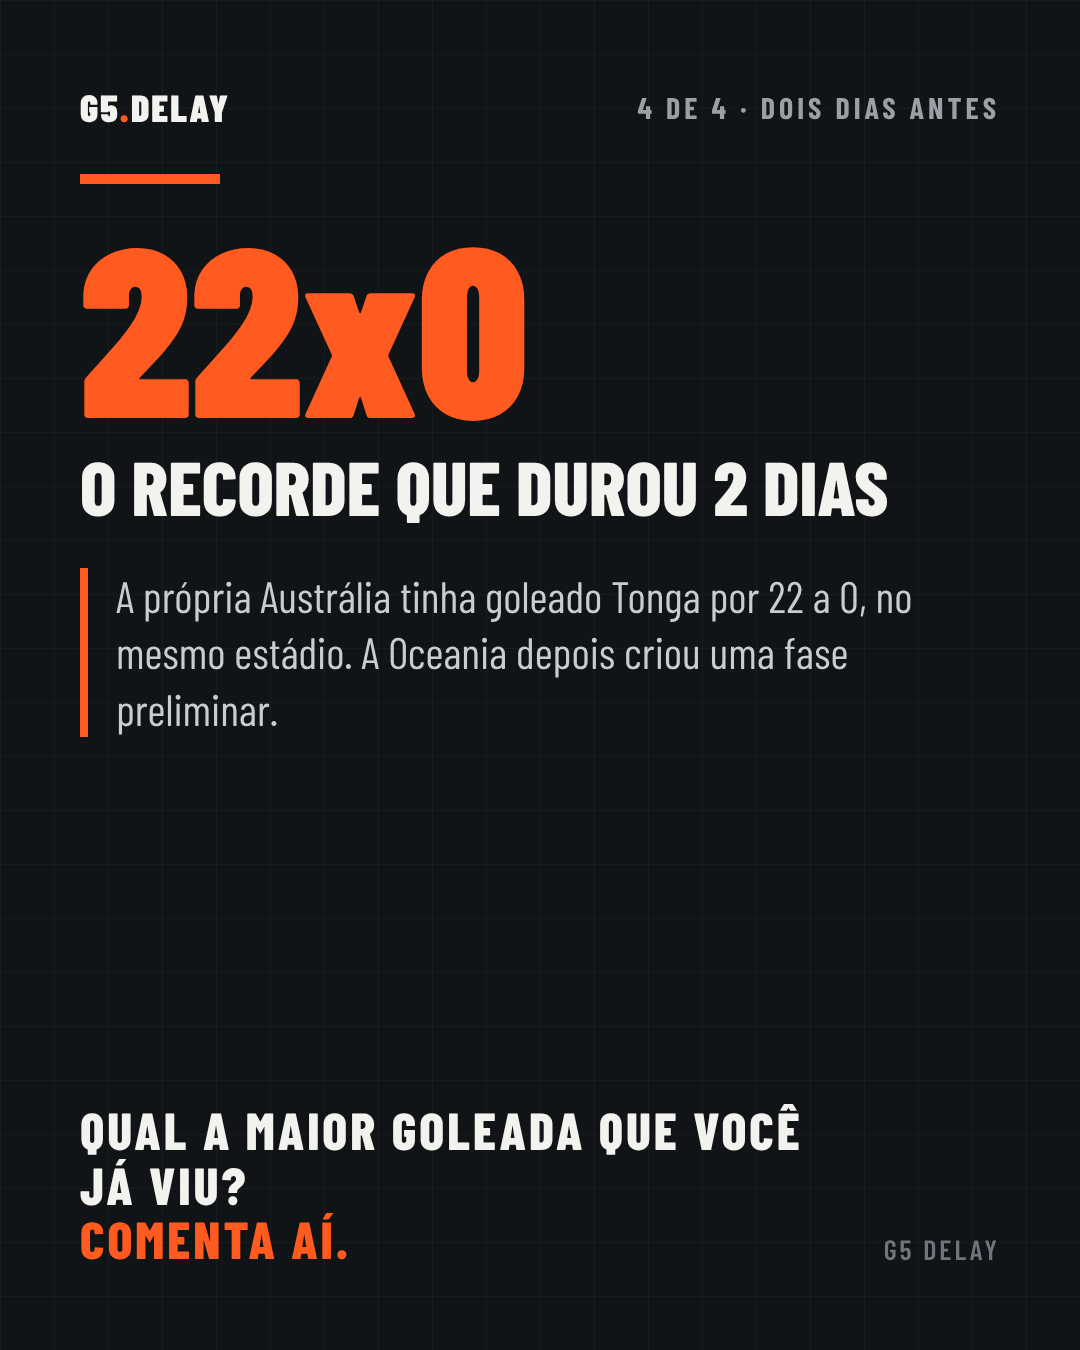 G5.DELAY
4 DE 4 · DOIS DIAS ANTES
22x0
O RECORDE QUE DUROU 2 DIAS
A própria Austrália tinha goleado Tonga por 22 a 0, no
mesmo estádio. A Oceania depois criou uma fase
preliminar.
QUAL A MAIOR GOLEADA QUE VOCÊ
JÁ VIU?
COMENTA AÍ.
G5 DELAY